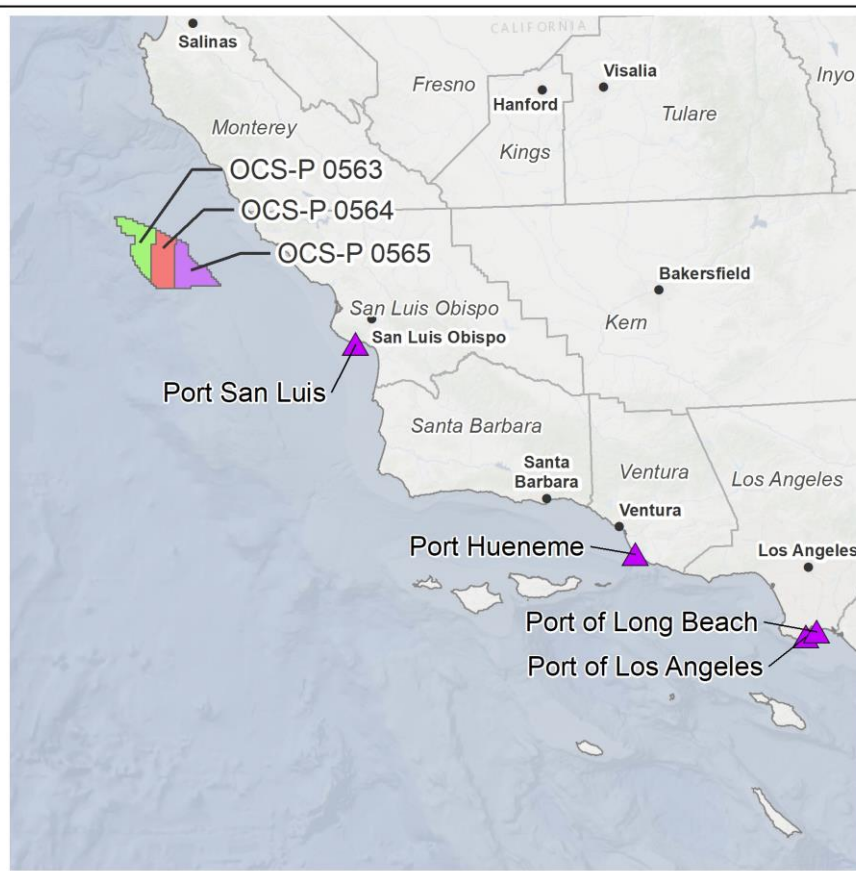 CALIFORNIA
Salinas
Fresno
Visalia
Inyo
Hanford
Tulare
Monterey
Kings
OCS-P 0563
OCS-P 0564
OCS-P 0565
Bakersfield
San Luis Obispo
Kern
San Luis Obispo
Port San Luis
Santa Barbara
Santa
Barbara
Ventura
Los Angeles
Ventura
Port Hueneme
Los Angeles
Port of Long Beach
Port of Los Angeles